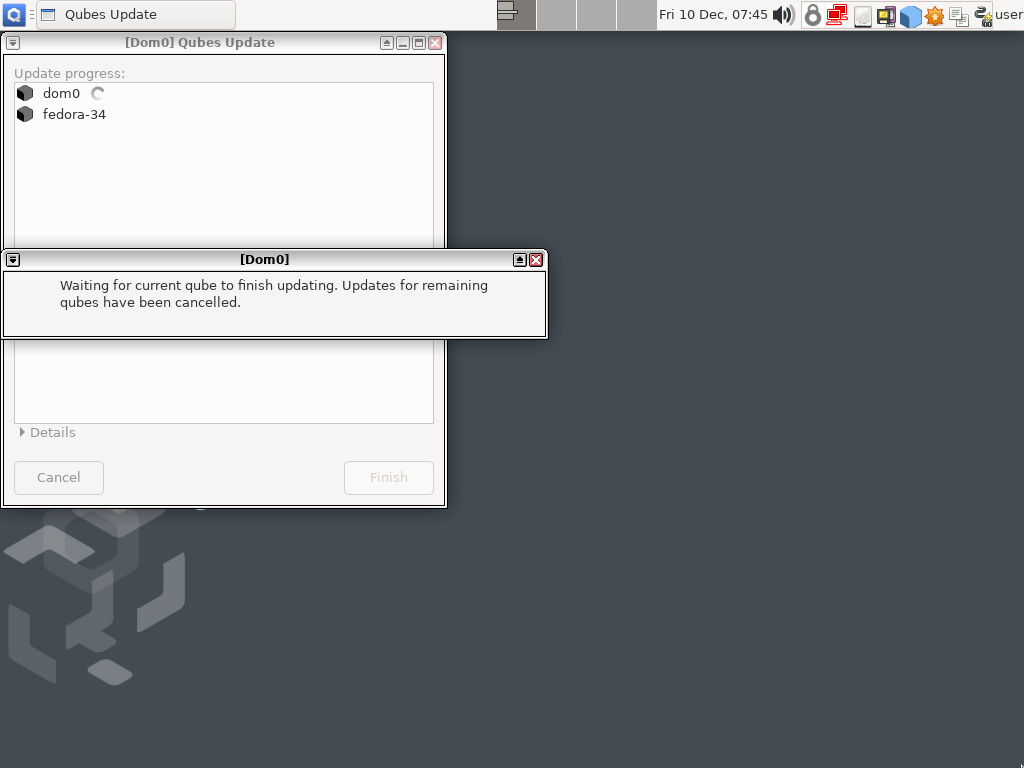 Qubes Update
Fri 10 Dec, 07:45
user
[Dom0] Qubes Update
Update progress:
dom0
fedora-34
[Dom0]
Waiting for current qube to finish updating. Updates for remaining
qubes have been cancelled.
Details
Cancel
Finish